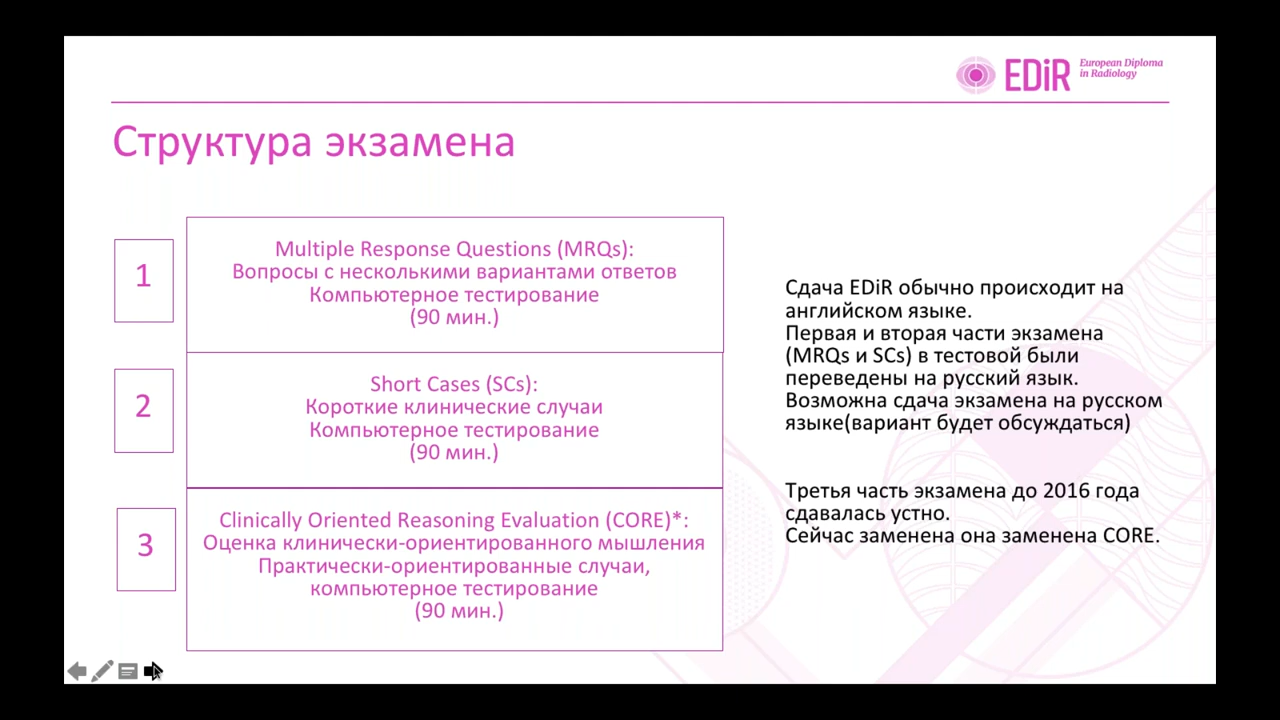 EDiR European Diploma
in Radiology
Структура экзамена
1
Multiple Response Questions (MRQs):
Вопросы с несколькими вариантами ответов
Компьютерное тестирование
(90 мин.)
2
Short Cases (SCs):
Короткие клинические случаи
Компьютерное тестирование
(90 мин.)
3
Clinically Oriented Reasoning Evaluation (CORE)*:
Оценка клинически-ориентированного мышления
Практически-ориентированные случаи,
компьютерное тестирование
(90 мин.)
Сдача EDiR обычно происходит на
английском языке.
Первая и вторая части экзамена
(MRQs и SCs) в тестовой были
переведены на русский язык.
Возможна сдача экзамена на русском
языке(вариант будет обсуждаться)
Третья часть экзамена до 2016 года
сдавалась устно.
Сейчас заменена она заменена CORE.